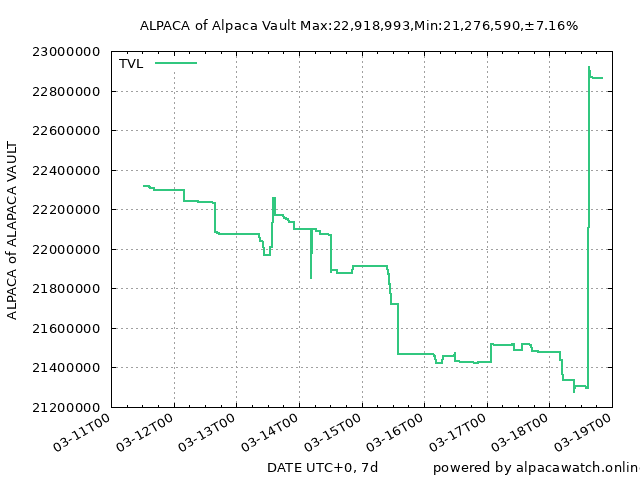 ALPACA of Alpaca Vault Max:22,918,993,Min:21,276,590,±7.16%
TVL
ALPACA of ALAPACA VAULT
23000000
22800000
22600000
22400000
22200000
22000000
21800000
21600000
21400000
21200000
03-11T00
03-12T00
03-13T00
03-14T00
03-15T00
03-16T00
03-17T00
03-18T00
03-19T00
DATE UTC+0, 7d
powered by alpacawatch.onlin